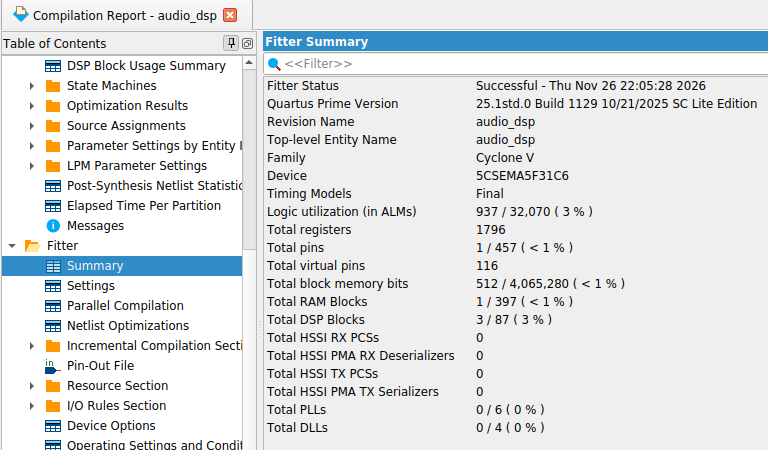 Compilation Report - audio_dsp
Table of Contents
DSP Block Usage Summary
State Machines
Optimization Results
Source Assignments
Parameter Settings by Entity I
LPM Parameter Settings
Post-Synthesis Netlist Statistic
Elapsed Time Per Partition
Messages
Fitter
Summary
Settings
Parallel Compilation
Netlist Optimizations
Incremental Compilation Secti
Pin-Out File
Resource Section
I/O Rules Section
Device Options
Operating Settings and Condit
Fitter Summary
<<Filter>>
Fitter Status Successful - Thu Nov 26 22:05:28 2026
Quartus Prime Version 25.1std.0 Build 1129 10/21/2025 SC Lite Edition
Revision Name audio_dsp
Top-level Entity Name audio_dsp
Family Cyclone V
Device 5CSEMA5F31C6
Timing Models Final
Logic utilization (in ALMs) 937 / 32,070 ( 3 % )
Total registers 1796
Total pins 1 / 457 ( < 1 % )
Total virtual pins 116
Total block memory bits 512 / 4,065,280 ( < 1 % )
Total RAM Blocks 1 / 397 ( < 1 % )
Total DSP Blocks 3 / 87 ( 3 % )
Total HSSI RX PCSs 0
Total HSSI PMA RX Deserializers 0
Total HSSI TX PCSs 0
Total HSSI PMA TX Serializers 0
Total PLLs 0 / 6 ( 0 % )
Total DLLs 0 / 4 ( 0 % )